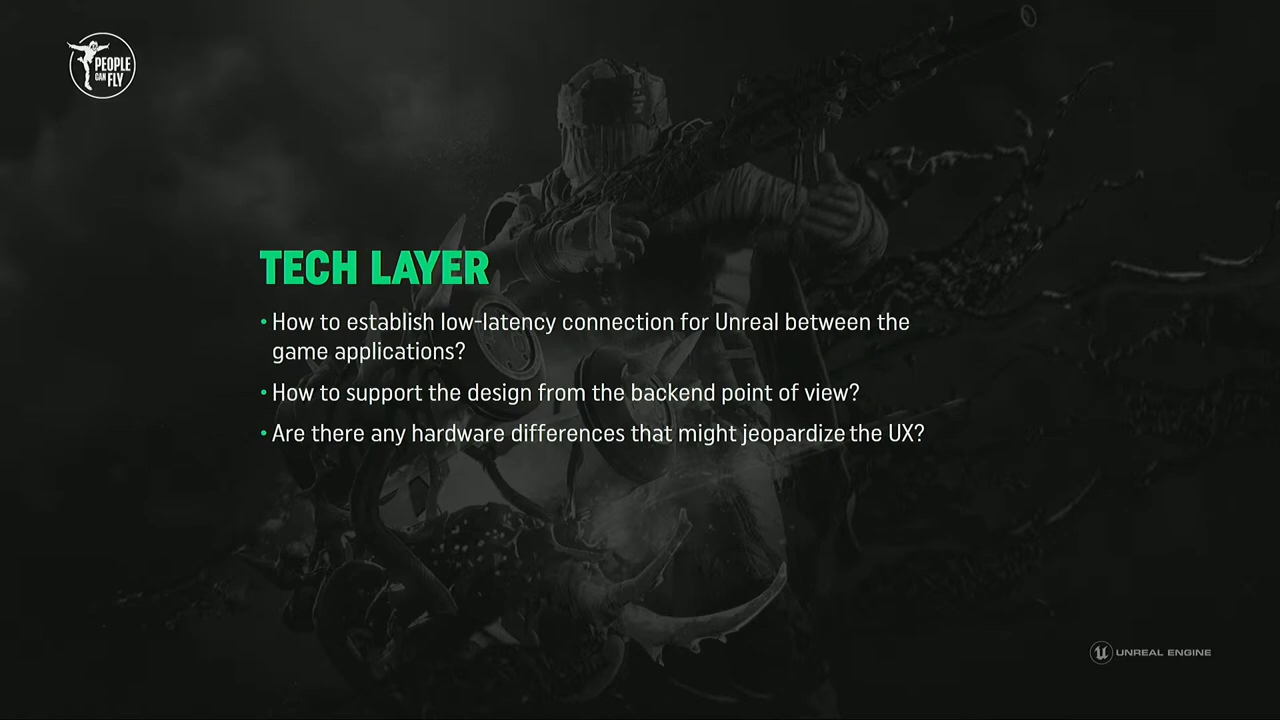 PEOPLE
CAN
FLY
TECH LAYER
• How to establish low-latency connection for Unreal between the
game applications?
• How to support the design from the backend point of view?
• Are there any hardware differences that might jeopardize the UX?
UNREAL ENGINE